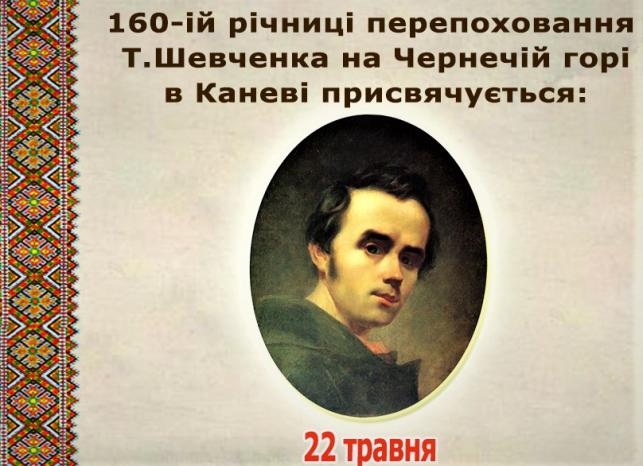 160-ій річниці перепоховання
Т.Шевченка на Чернечій горі
в Каневі присвячується:
22 травня